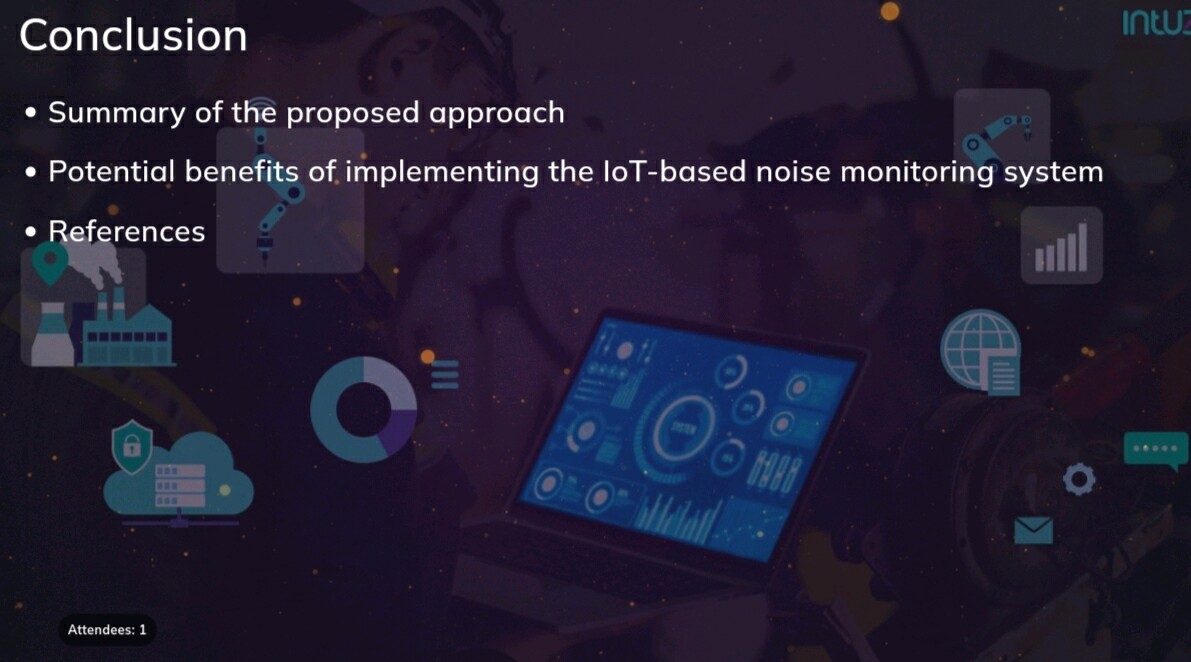 Conclusion
• Summary of the proposed approach
• Potential benefits of implementing the IoT-based noise monitoring system
• References
SYSTEM
Attendees: 1